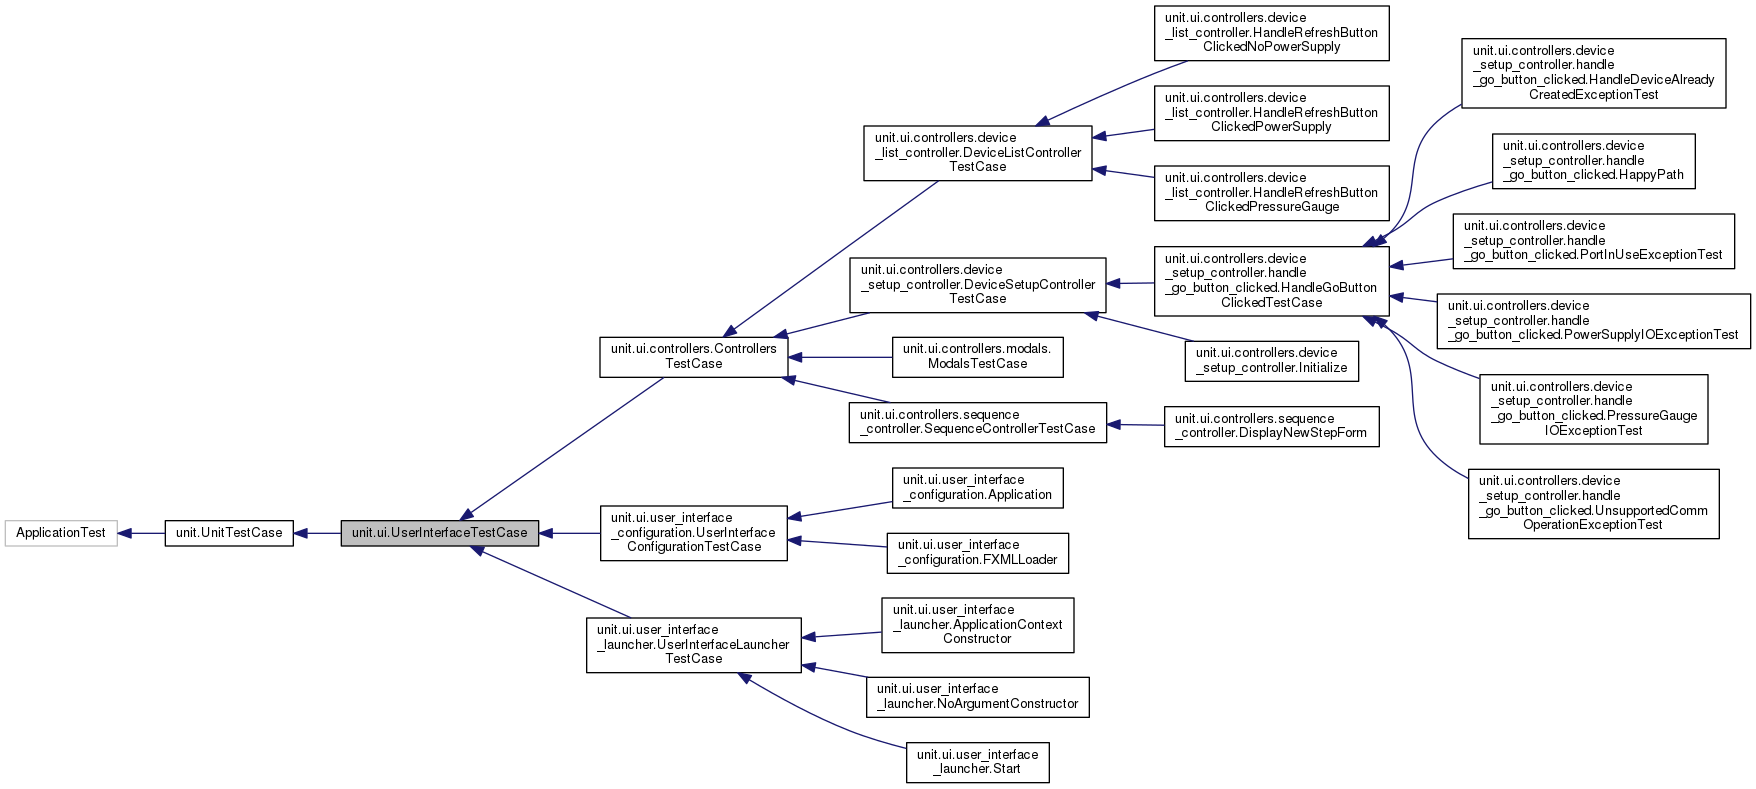 ApplicationTest
unit.UnitTestCase
unit.ui.UserInterfaceTestCase
unit.ui.controllers.Controllers
TestCase
unit.ui.user_interface
_configuration.UserInterface
ConfigurationTestCase
unit.ui.user_interface
_launcher.UserInterfaceLauncher
TestCase
unit.ui.controllers.device
_list_controller.DeviceListController
TestCase
unit.ui.controllers.device
_setup_controller.DeviceSetupController
TestCase
unit.ui.controllers.modals.
ModalsTestCase
unit.ui.controllers.sequence
_controller.SequenceControllerTestCase
unit.ui.user_interface
_configuration.Application
unit.ui.user_interface
_configuration.FXMLLoader
unit.ui.user_interface
_launcher.ApplicationContext
Constructor
unit.ui.user_interface
_launcher.NoArgumentConstructor
unit.ui.user_interface
_launcher.Start
unit.ui.controllers.device
_list_controller.HandleRefreshButton
ClickedNoPowerSupply
unit.ui.controllers.device
_list_controller.HandleRefreshButton
ClickedPowerSupply
unit.ui.controllers.device
_list_controller.HandleRefreshButton
ClickedPressureGauge
unit.ui.controllers.device
_setup_controller.handle
_go_button_clicked.HandleGoButton
ClickedTestCase
unit.ui.controllers.device
_setup_controller.Initialize
unit.ui.controllers.sequence
_controller.DisplayNewStepForm
unit.ui.controllers.device
_setup_controller.handle
_go_button_clicked.HandleDeviceAlready
CreatedExceptionTest
unit.ui.controllers.device
_setup_controller.handle
_go_button_clicked.HappyPath
unit.ui.controllers.device
_setup_controller.handle
_go_button_clicked.PortInUseExceptionTest
unit.ui.controllers.device
_setup_controller.handle
_go_button_clicked.PowerSupplyIOExceptionTest
unit.ui.controllers.device
_setup_controller.handle
_go_button_clicked.PressureGauge
IOExceptionTest
unit.ui.controllers.device
_setup_controller.handle
_go_button_clicked.UnsupportedComm
OperationExceptionTest